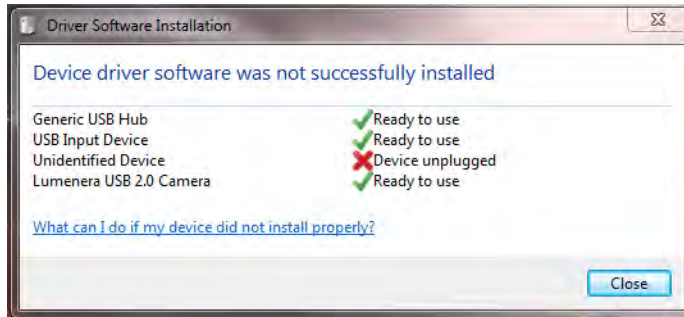 Driver Software Installation
Device driver software was not successfully installed
Generic USB Hub Ready to use
USB Input Device Ready to use
Unidentified Device Device unplugged
Lumenera USB 2.0 Camera Ready to use
What can I do if my device did not install properly?
Close